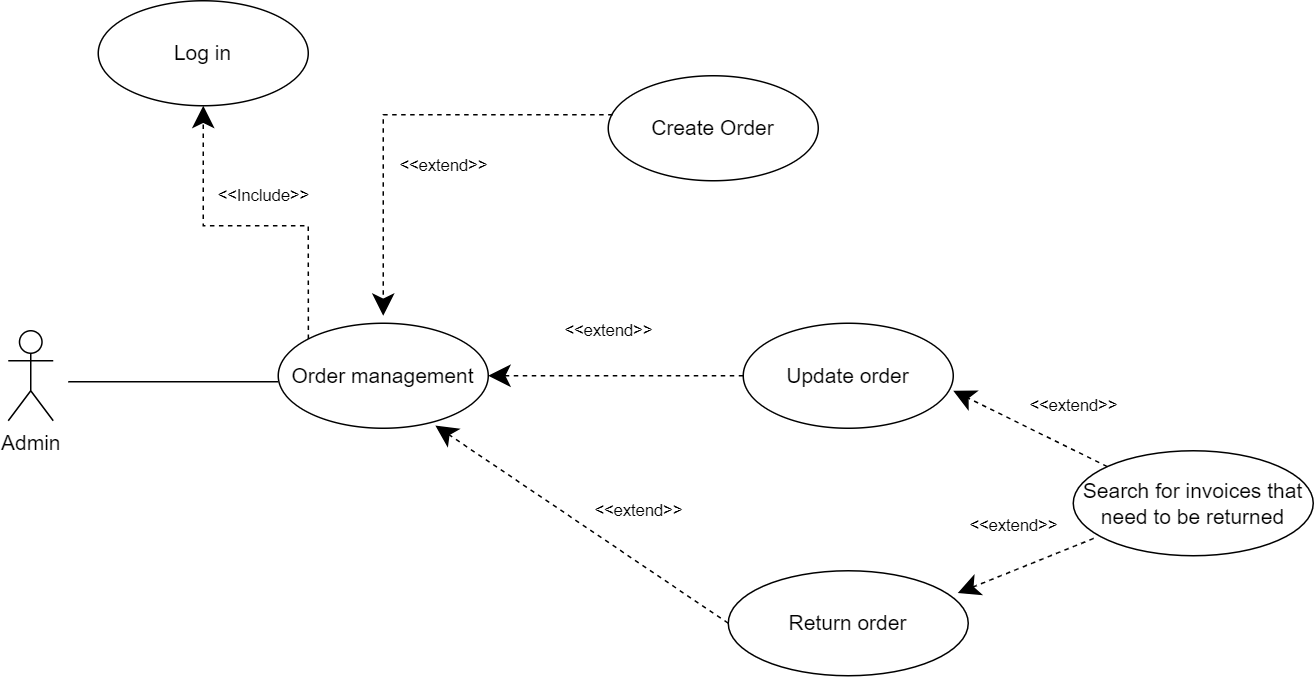 Log in
Create Order
<<extend>>
<<Include>>
<<extend>>
Order management
Update order
<<extend>>
Admin
Search for invoices that
need to be returned
<<extend>>
<<extend>>
Return order